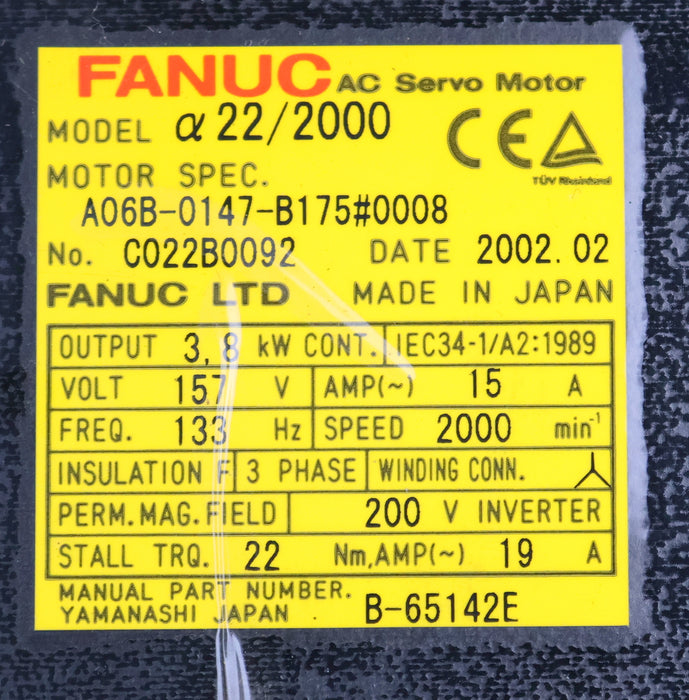 FANUC AC Servo Motor
MODEL α22/2000
CE
TÜV Rheinland
MOTOR SPEC.
A06B-0147-B175#0008
No. C022B0092 DATE 2002.02
FANUC LTD MADE IN JAPAN
OUTPUT 3,8 kW CONT. IEC34-1/A2:1989
VOLT 157 V AMP(~) 15 A
FREQ. 133 Hz SPEED 2000 min⁻¹
INSULATION F 3 PHASE WINDING CONN.
PERM.MAG.FIELD 200 V INVERTER
STALL TRQ. 22 Nm,AMP(~) 19 A
MANUAL PART NUMBER. B-65142E
YAMANASHI JAPAN